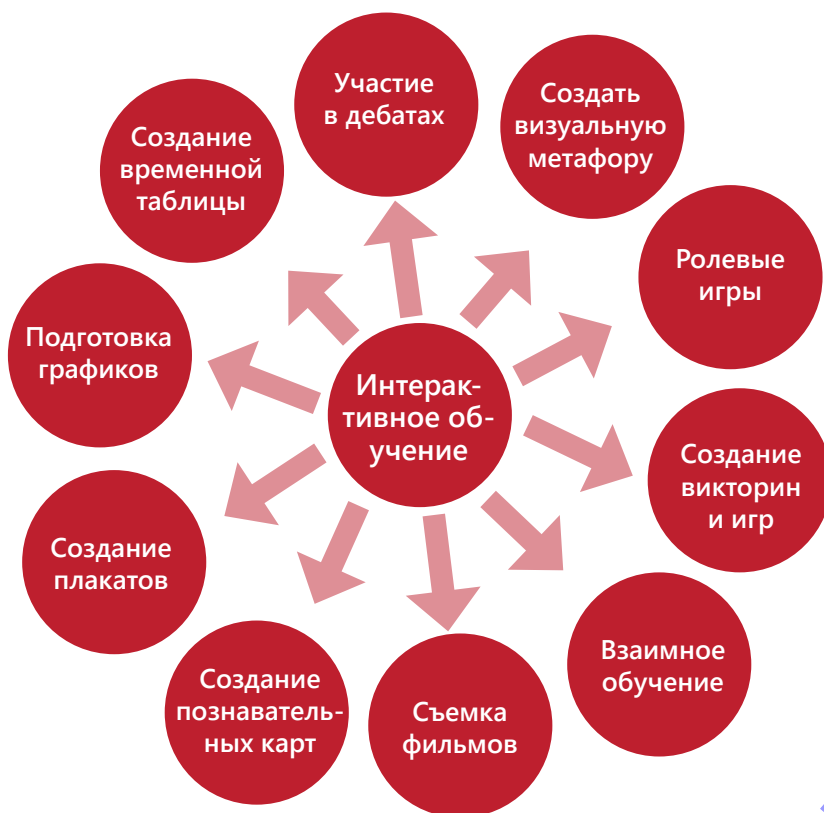 Участие
в дебатах
Создать
визуальную
метафору
Ролевые
игры
Создание
викторин
и игр
Взаимное
обучение
Съемка
фильмов
Создание
познаватель-
ных карт
Создание
плакатов
Подготовка
графиков
Создание
временной
таблицы
Интерак-
тивное об-
учение